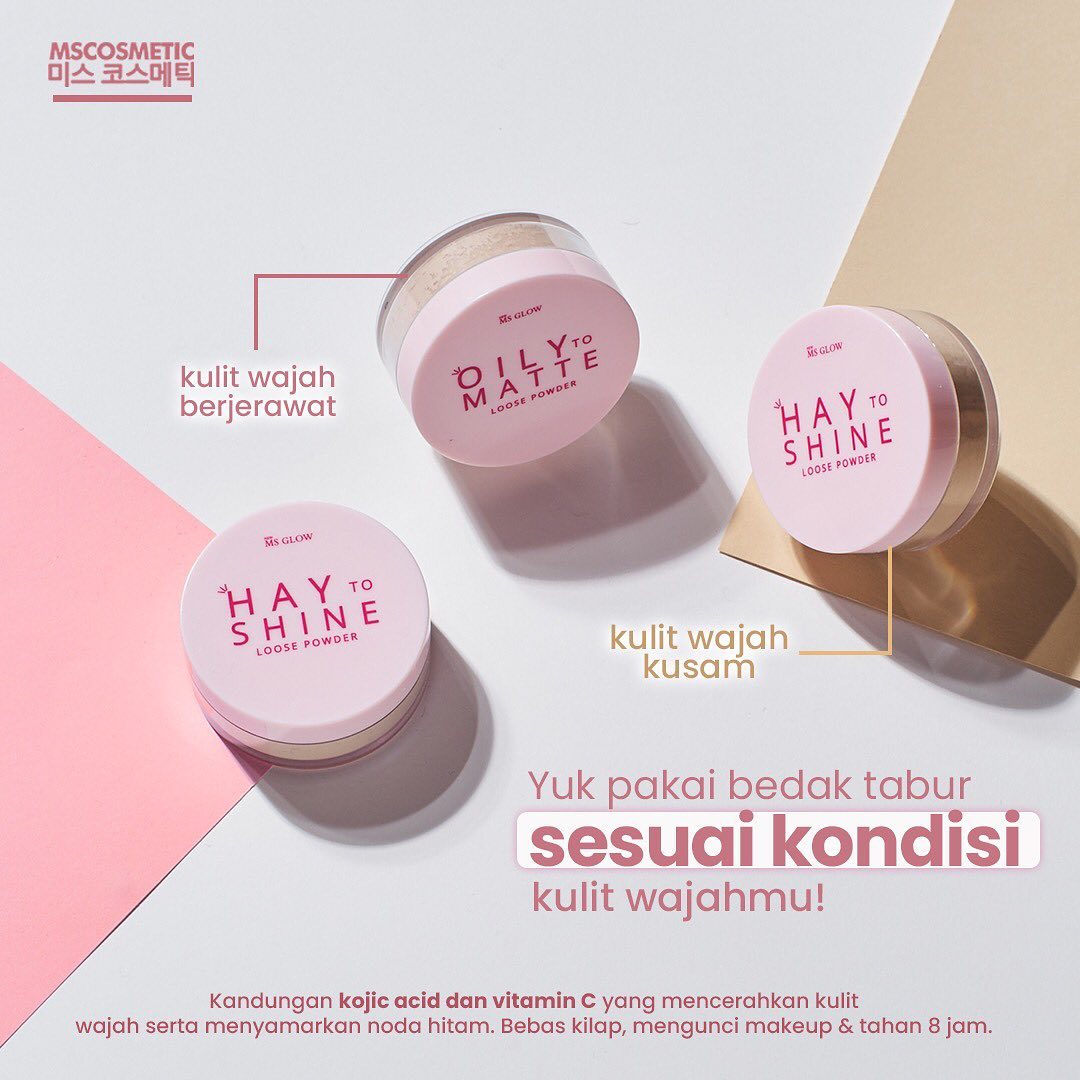 MSCOSMETIC
미스 코스메틱
MS GLOW
OILY TO
MATTE
LOOSE POWDER
MS GLOW
HAY TO
SHINE
LOOSE POWDER
kulit wajah
berjerawat
MS GLOW
HAY TO
SHINE
LOOSE POWDER
kulit wajah
kusam
Yuk pakai bedak tabur
sesuai kondisi
kulit wajahmu!
Kandungan kojic acid dan vitamin C yang mencerahkan kulit
wajah serta menyamarkan noda hitam. Bebas kilap, mengunci makeup & tahan 8 jam.